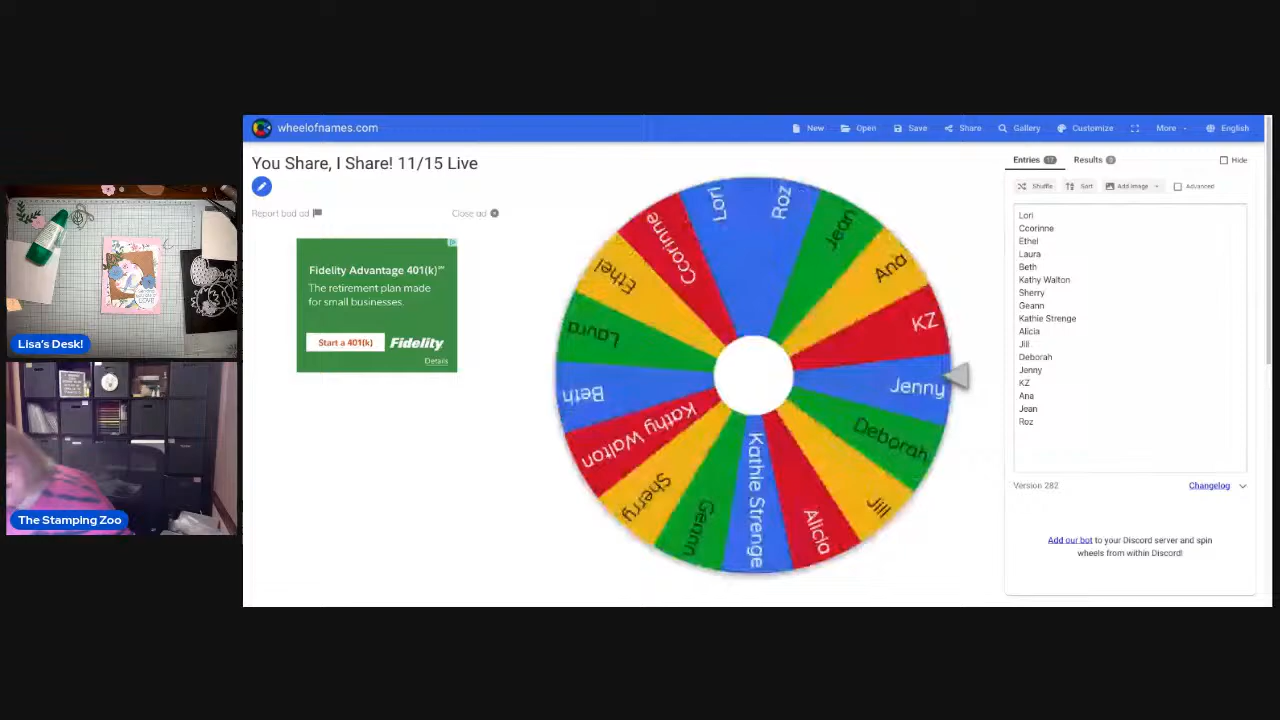 wheelofnames.com
New
Open
Save
Share
Gallery
Customize
More
English
You Share, I Share! 11/15 Live
Report bad ad
Close ad
Fidelity Advantage 401(k)℠
The retirement plan made
for small businesses.
Start a 401(k)
Fidelity
Details
Lori
Roz
Jean
Ana
KZ
Jenny
Deborah
Jill
Alicia
Kathie Strenge
Geann
Sherry
Kathy Walton
Beth
Laura
Ethel
Ccorinne
Entries 17
Results 0
Hide
Shuffle
Sort
Add image
Advanced
Lori
Ccorinne
Ethel
Laura
Beth
Kathy Walton
Sherry
Geann
Kathie Strenge
Alicia
Jill
Deborah
Jenny
KZ
Ana
Jean
Roz
Version 282
Changelog
Add our bot to your Discord server and spin
wheels from within Discord!
Lisa's Desk!
The Stamping Zoo